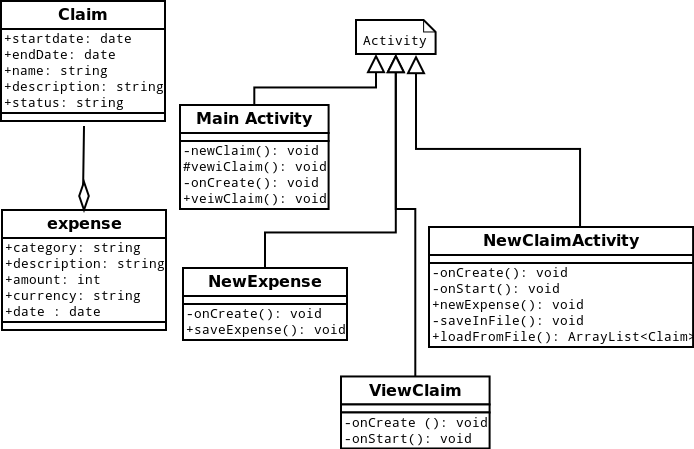 Claim
+startdate: date
+endDate: date
+name: string
+description: string
+status: string
expense
+category: string
+description: string
+amount: int
+currency: string
+date : date
Activity
Main Activity
-newClaim(): void
#vewiClaim(): void
-onCreate(): void
+veiwClaim(): void
NewExpense
-onCreate(): void
+saveExpense(): void
NewClaimActivity
-onCreate(): void
-onStart(): void
+newExpense(): void
-saveInFile(): void
+loadFromFile(): ArrayList<Claim>
ViewClaim
-onCreate (): void
-onStart(): void